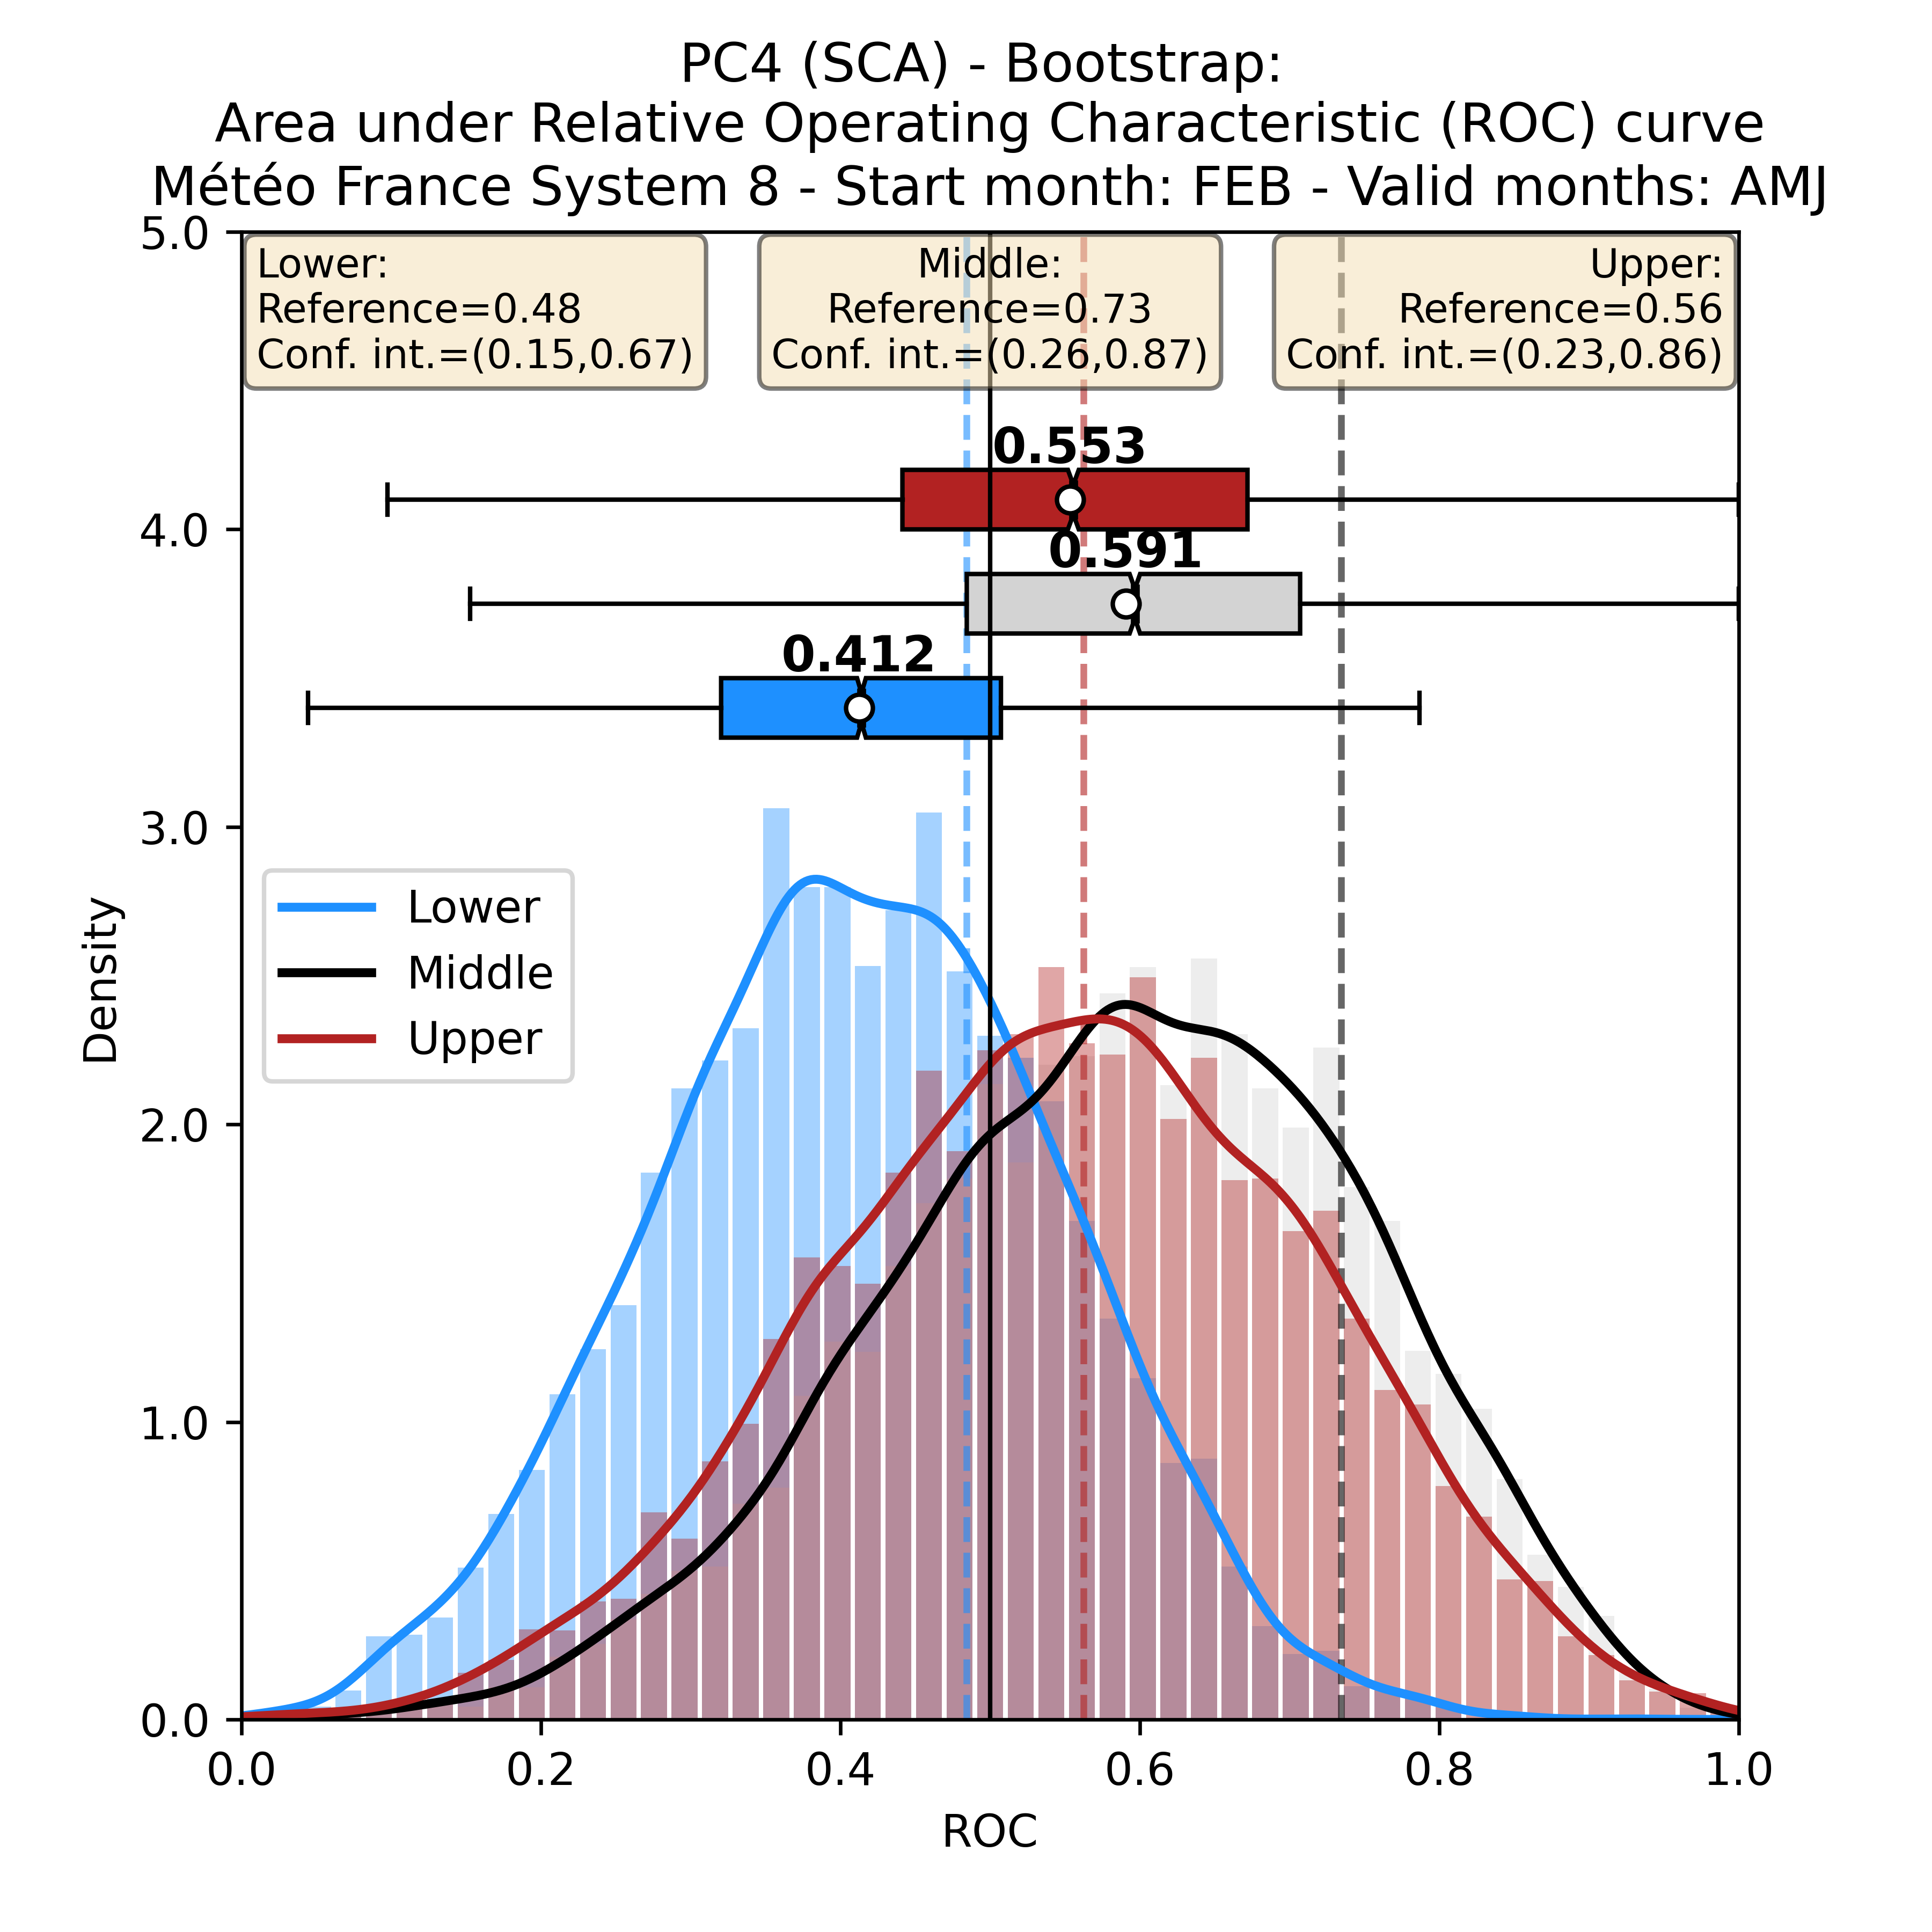 PC4 (SCA) - Bootstrap:
Area under Relative Operating Characteristic (ROC) curve
Météo France System 8 - Start month: FEB - Valid months: AMJ
Lower:
Reference=0.48
Conf. int.=(0.15,0.67)
Middle:
Reference=0.73
Conf. int.=(0.26,0.87)
Upper:
Reference=0.56
Conf. int.=(0.23,0.86)
0.553
0.591
0.412
Lower
Middle
Upper
Density
5.0
4.0
3.0
2.0
1.0
0.0
0.0 0.2 0.4 0.6 0.8 1.0
ROC